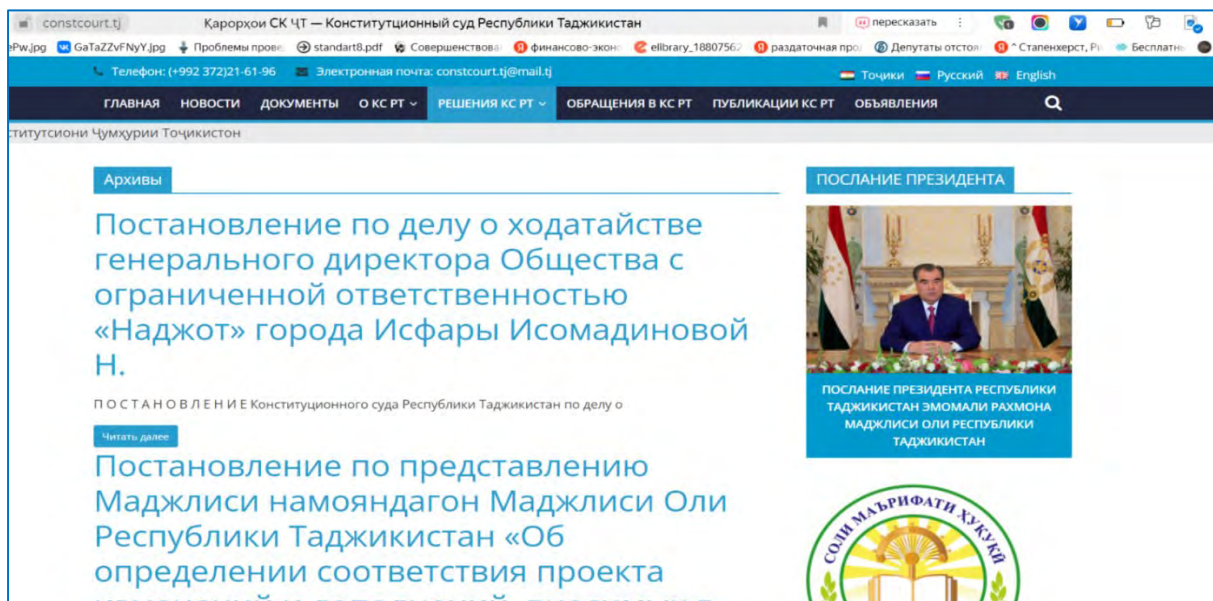 constcourt.tj Қарорҳои СК ҶТ — Конститутционный суд Республики Таджикистан пересказать
ePw.jpg GaTaZZvFNyY.jpg Проблемы прове standart8.pdf Совершенствова финансово-эконо elibrary_1880756 раздаточная про Депутаты отстоя ^ Стапенхерст, Ри Бесплатн
Телефон: (+992 372)21-61-96 Электронная почта: constcourt.tj@mail.tj Тоҷики Русский English
ГЛАВНАЯ НОВОСТИ ДОКУМЕНТЫ О КС РТ РЕШЕНИЯ КС РТ ОБРАЩЕНИЯ В КС РТ ПУБЛИКАЦИИ КС РТ ОБЪЯВЛЕНИЯ
ститутсиони Ҷумҳурии Тоҷикистон
Архивы
Постановление по делу о ходатайстве
генерального директора Общества с
ограниченной ответственностью
«Наджот» города Исфары Исомадиновой
Н.
П О С Т А Н О В Л Е Н И Е Конституционного суда Республики Таджикистан по делу о
Читать далее
Постановление по представлению
Маджлиси намояндагон Маджлиси Оли
Республики Таджикистан «Об
определении соответствия проекта
ПОСЛАНИЕ ПРЕЗИДЕНТА
ПОСЛАНИЕ ПРЕЗИДЕНТА РЕСПУБЛИКИ
ТАДЖИКИСТАН ЭМОМАЛИ РАХМОНА
МАДЖЛИСИ ОЛИ РЕСПУБЛИКИ
ТАДЖИКИСТАН
СОЛИ МАЪРИФАТИ ҲУҚУҚӢ